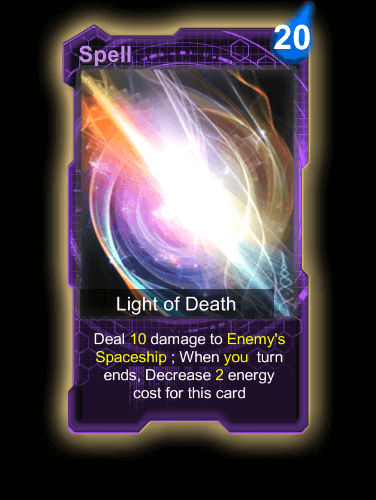 20
Spell
Light of Death
Deal 10 damage to Enemy's
Spaceship ; When you turn
ends, Decrease 2 energy
cost for this card